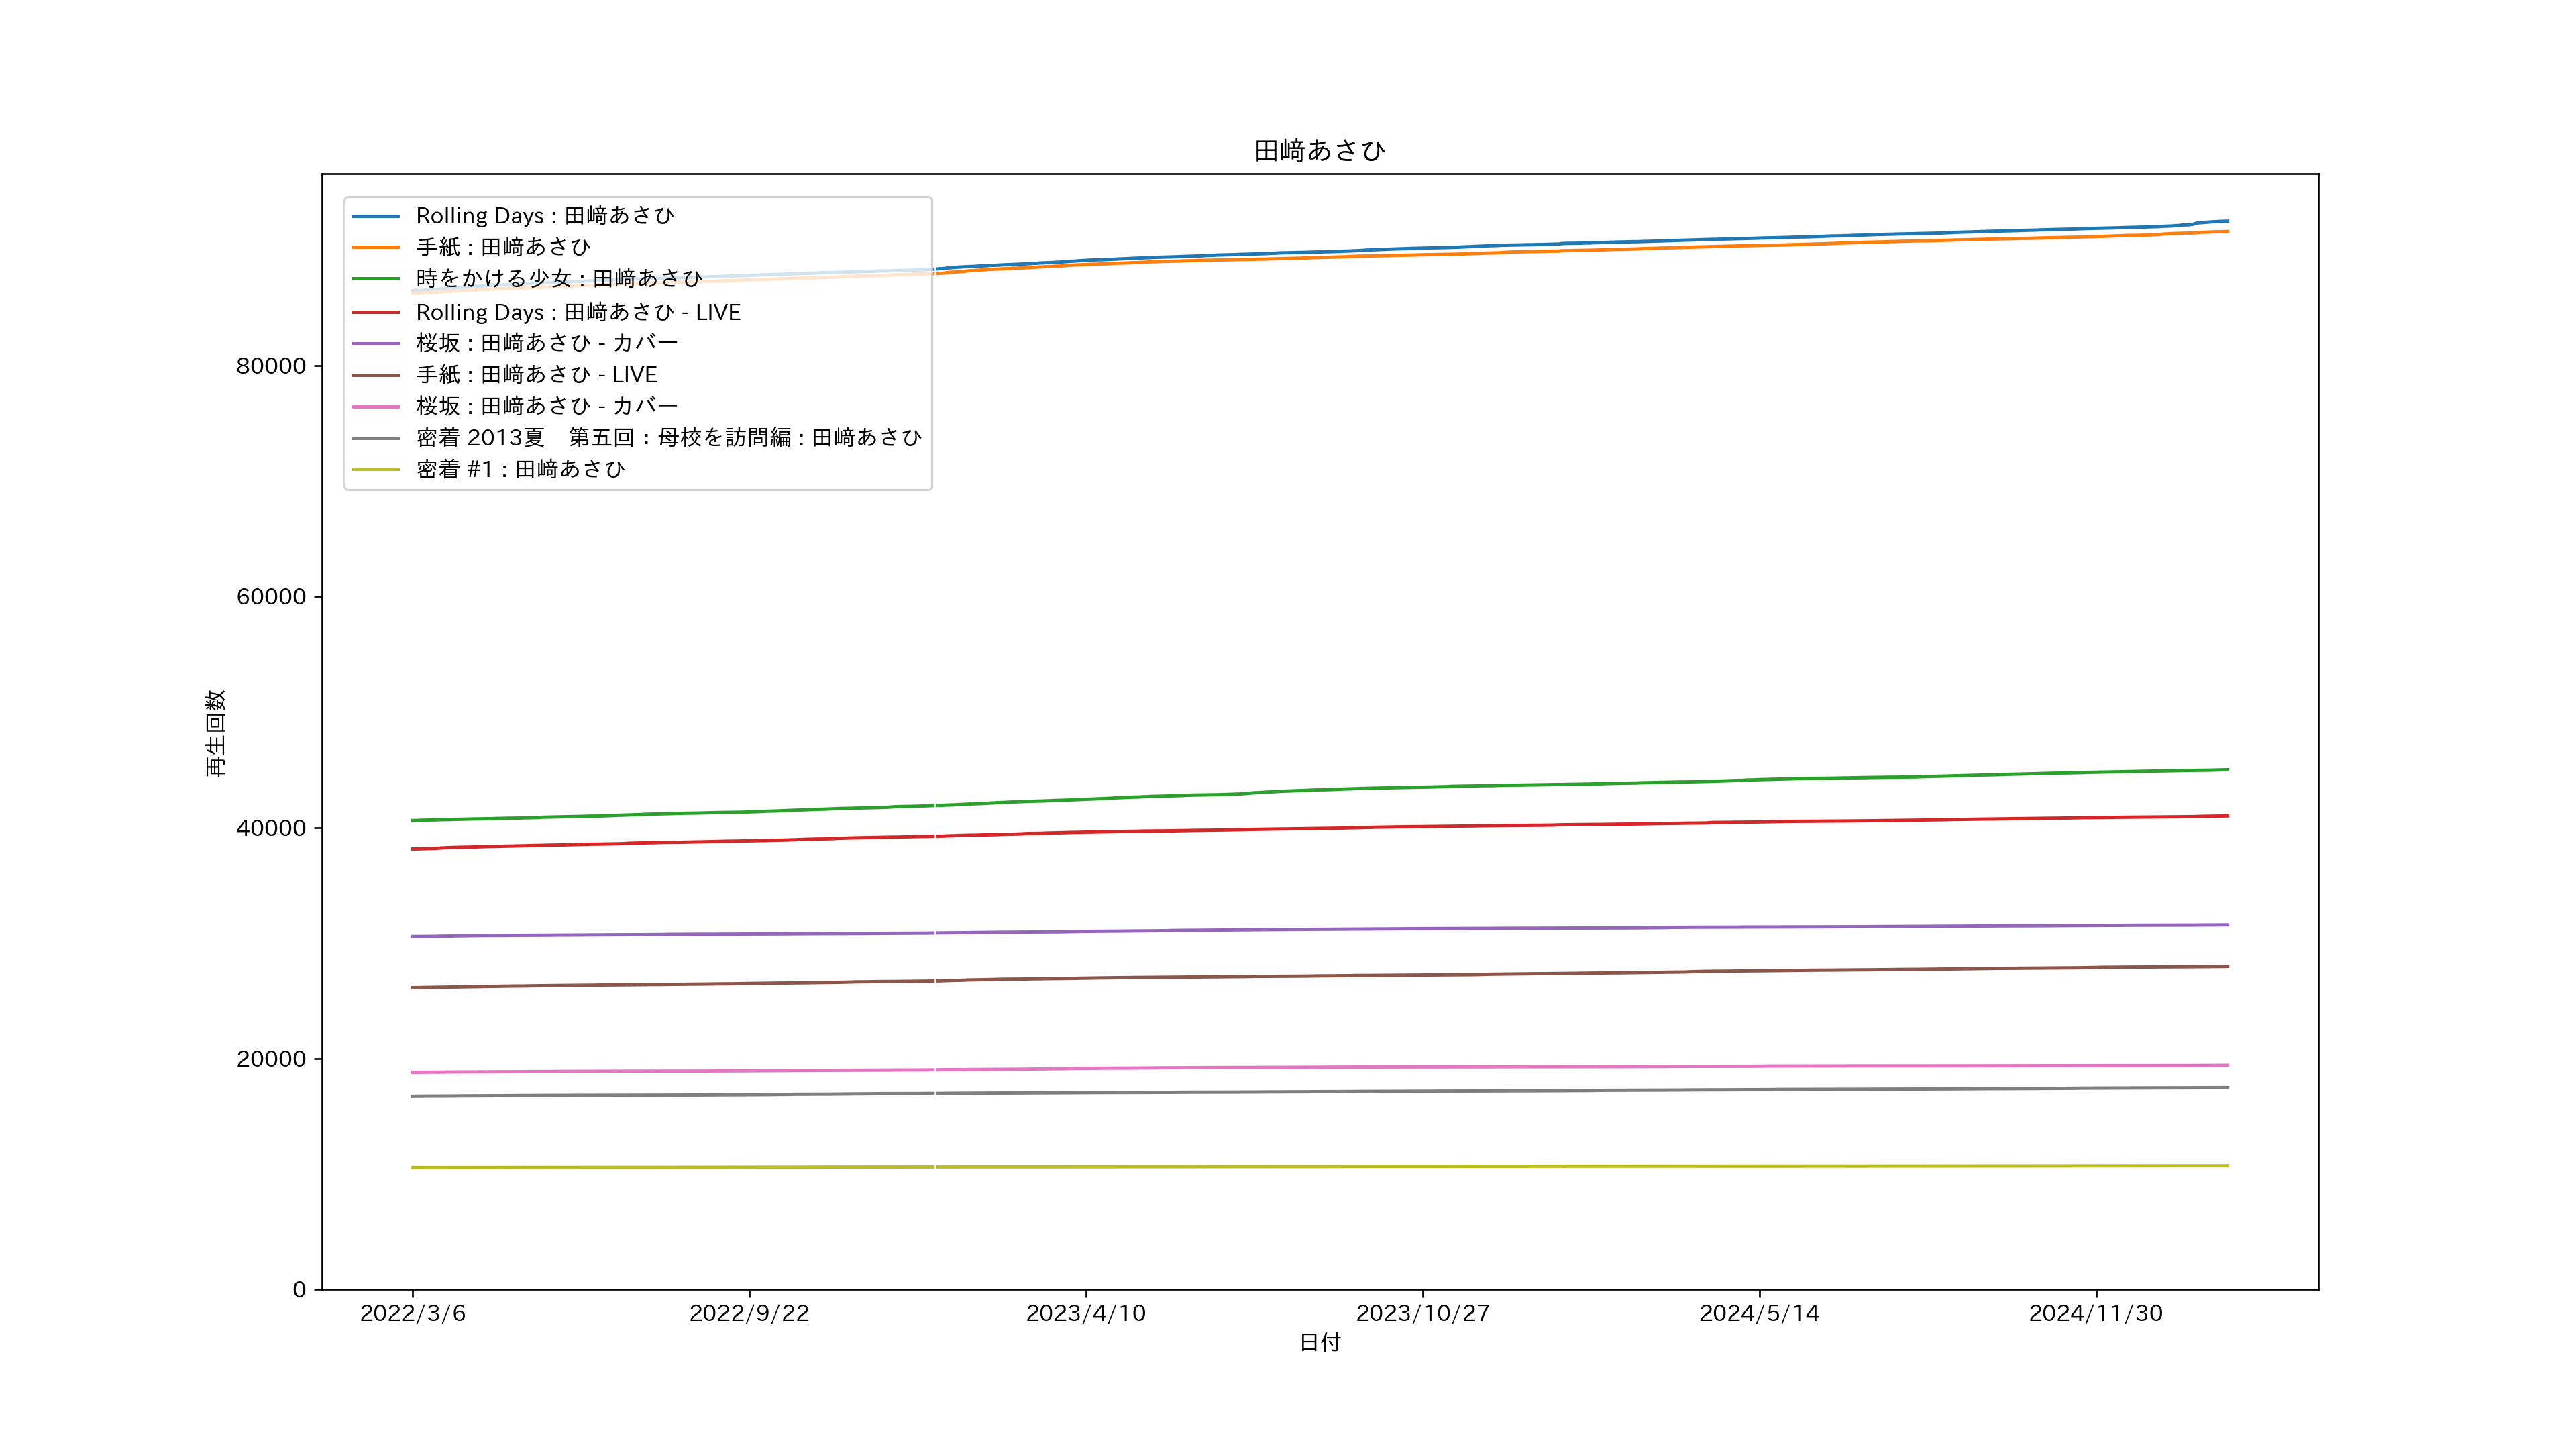 田﨑あさひ
Rolling Days : 田﨑あさひ
手紙 : 田﨑あさひ
時をかける少女 : 田﨑あさひ
Rolling Days : 田﨑あさひ - LIVE
桜坂 : 田﨑あさひ - カバー
手紙 : 田﨑あさひ - LIVE
桜坂 : 田﨑あさひ - カバー
密着 2013夏　第五回：母校を訪問編 : 田﨑あさひ
密着 #1 : 田﨑あさひ
80000
60000
40000
20000
0
再生回数
2022/3/6 2022/9/22 2023/4/10 2023/10/27 2024/5/14 2024/11/30
日付